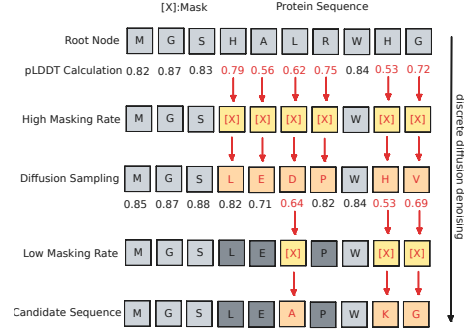 [X]:Mask Protein Sequence
Root Node M G S H A L R W H G
pLDDT Calculation 0.82 0.87 0.83 0.79 0.56 0.62 0.75 0.84 0.53 0.72
High Masking Rate M G S [X] [X] [X] [X] W [X] [X]
Diffusion Sampling M G S L E D P W H V
0.85 0.87 0.88 0.82 0.71 0.64 0.82 0.84 0.53 0.69
Low Masking Rate M G S L E [X] P W [X] [X]
Candidate Sequence M G S L E A P W K G
discrete diffusion denoising